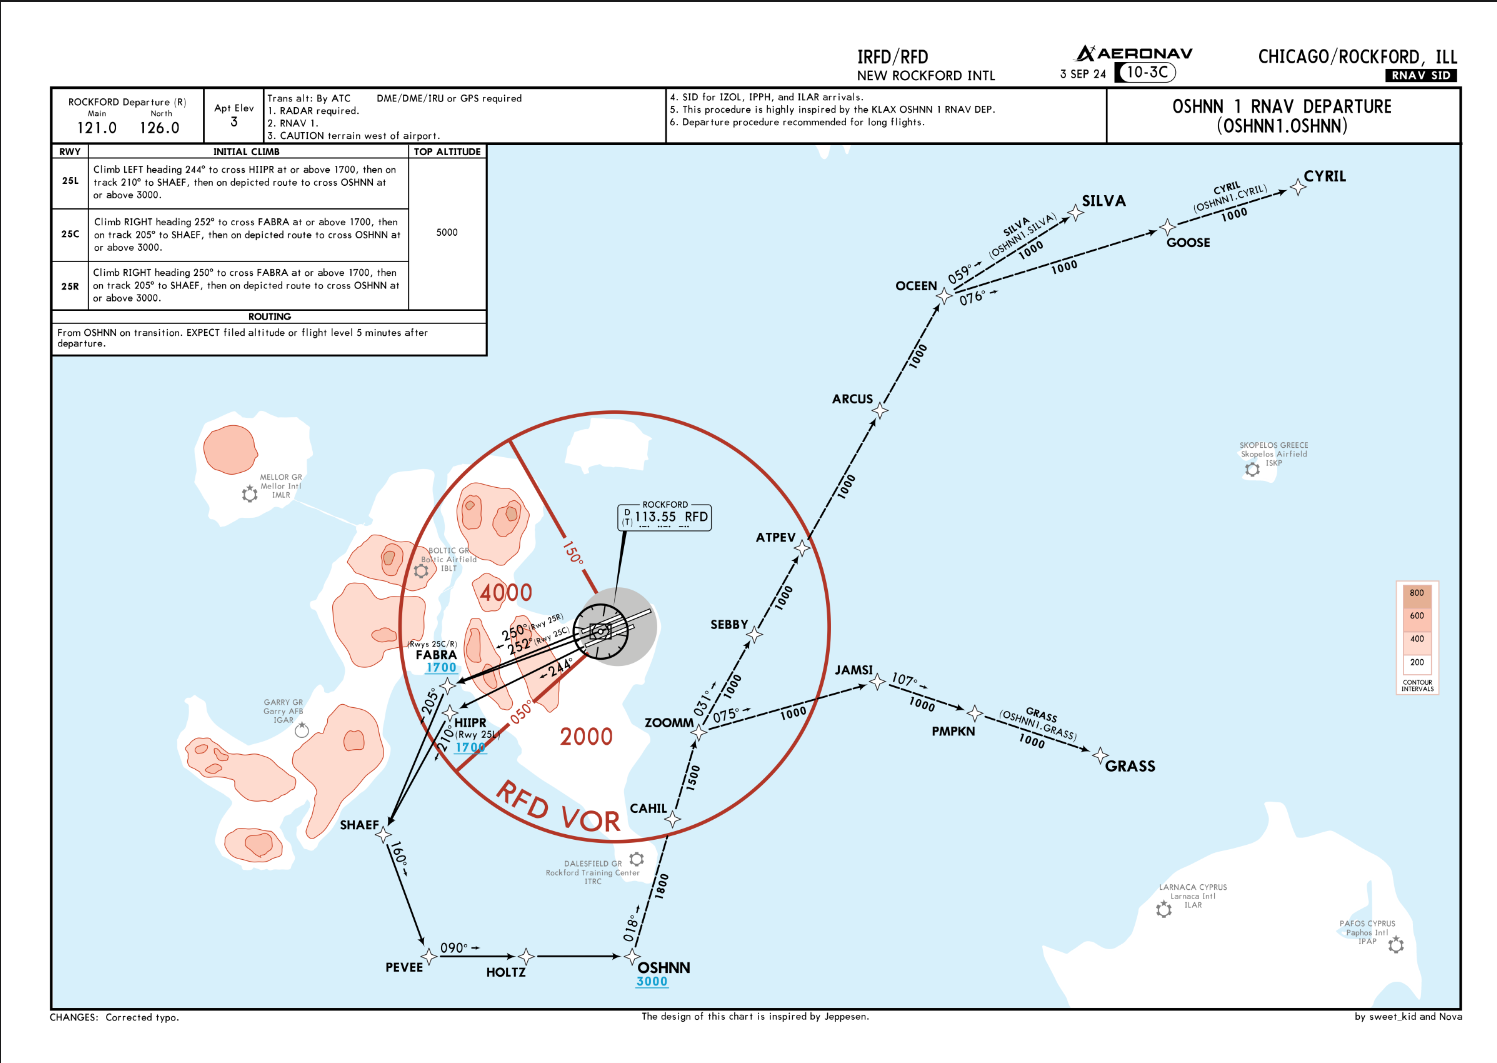 IRFD/RFD
NEW ROCKFORD INTL
AERONAV
3 SEP 24 10-3C
CHICAGO/ROCKFORD, ILL
RNAV SID
ROCKFORD Departure (R)
Main North
121.0 126.0
Apt Elev
3
Trans alt: By ATC DME/DME/IRU or GPS required
1. RADAR required.
2. RNAV 1.
3. CAUTION terrain west of airport.
4. SID for IZOL, IPPH, and ILAR arrivals.
5. This procedure is highly inspired by the KLAX OSHNN 1 RNAV DEP.
6. Departure procedure recommended for long flights.
OSHNN 1 RNAV DEPARTURE
(OSHNN1.OSHNN)
RWY INITIAL CLIMB TOP ALTITUDE
25L
Climb LEFT heading 244° to cross HIIPR at or above 1700, then on
track 210° to SHAEF, then on depicted route to cross OSHNN at
or above 3000.
25C
Climb RIGHT heading 252° to cross FABRA at or above 1700, then
on track 205° to SHAEF, then on depicted route to cross OSHNN at
or above 3000.
25R
Climb RIGHT heading 250° to cross FABRA at or above 1700, then
on track 205° to SHAEF, then on depicted route to cross OSHNN at
or above 3000.
5000
ROUTING
From OSHNN on transition. EXPECT filed altitude or flight level 5 minutes after
departure.
CYRIL
CYRIL
(OSHNN1.CYRIL)
1000
SILVA
SILVA
(OSHNN1.SILVA)
1000
GOOSE
1000
059°
076°
OCEEN
1000
ARCUS
1000
ATPEV
1000
SEBBY
1000
031°
ZOOMM
075°
1000
JAMSI
107°
1000
PMPKN
GRASS
(OSHNN1.GRASS)
1000
GRASS
1500
CAHIL
1800
018°
OSHNN
3000
HOLTZ
090°
PEVEE
160°
SHAEF
205°
210°
(Rwys 25C/R)
FABRA
1700
HIIPR
(Rwy 25L)
1700
250° (Rwy 25R)
252° (Rwy 25C)
244°
050°
150°
4000
2000
RFD VOR
ROCKFORD
D
(T) 113.55 RFD
MELLOR GR
Mellor Intl
IMLR
BOLTIC GR
Boltic Airfield
IBLT
GARRY GR
Garry AFB
IGAR
DALESFIELD GR
Rockford Training Center
ITRC
SKOPELOS GREECE
Skopelos Airfield
ISKP
LARNACA CYPRUS
Larnaca Intl
ILAR
PAFOS CYPRUS
Paphos Intl
IPAP
800
600
400
200
CONTOUR
INTERVALS
CHANGES: Corrected typo.
The design of this chart is inspired by Jeppesen.
by sweet_kid and Nova